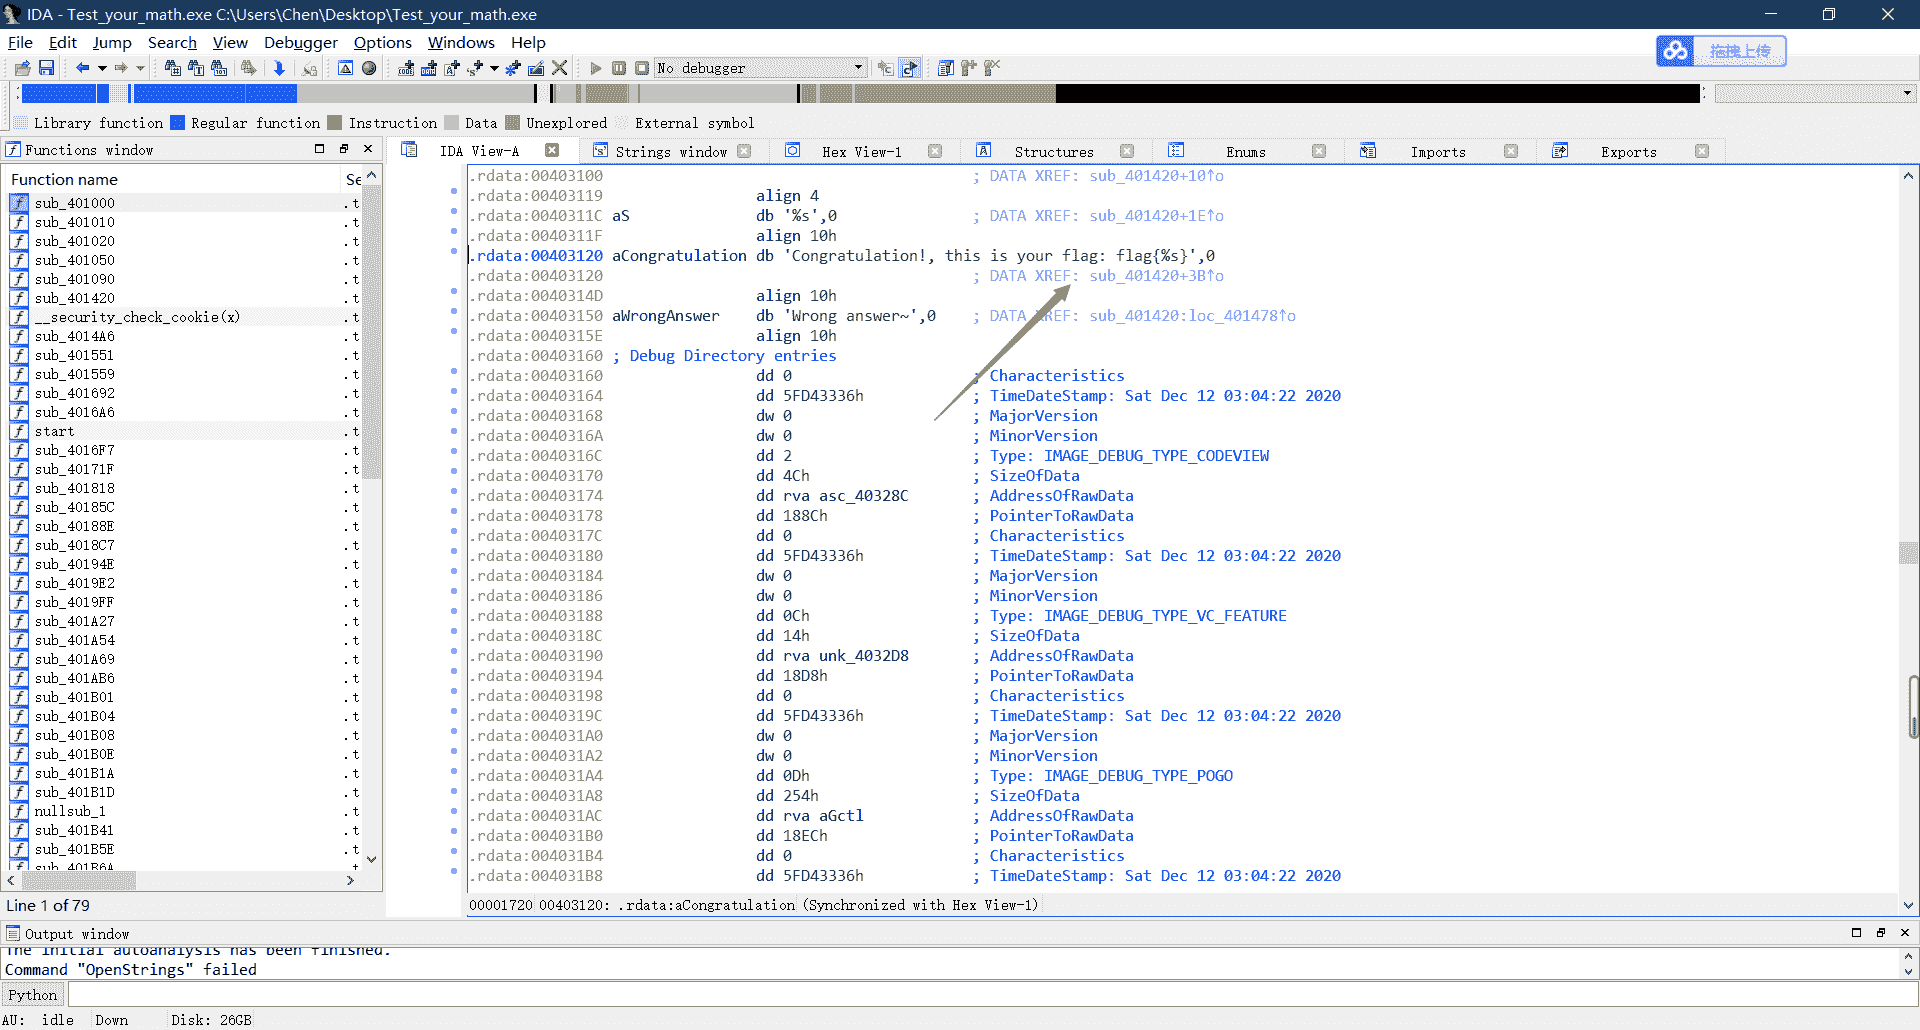 IDA - Test_your_math.exe C:\Users\Chen\Desktop\Test_your_math.exe
File Edit Jump Search View Debugger Options Windows Help
拖拽上传
No debugger
Library function Regular function Instruction Data Unexplored External symbol
Functions window
IDA View-A Strings window Hex View-1 Structures Enums Imports Exports
Function name Se
sub_401000 .t
sub_401010 .t
sub_401020 .t
sub_401050 .t
sub_401090 .t
sub_401420 .t
__security_check_cookie(x) .t
sub_4014A6 .t
sub_401551 .t
sub_401559 .t
sub_401692 .t
sub_4016A6 .t
start .t
sub_4016F7 .t
sub_40171F .t
sub_401818 .t
sub_40185C .t
sub_40188E .t
sub_4018C7 .t
sub_40194E .t
sub_4019E2 .t
sub_4019FF .t
sub_401A27 .t
sub_401A54 .t
sub_401A69 .t
sub_401AB6 .t
sub_401B01 .t
sub_401B04 .t
sub_401B08 .t
sub_401B0E .t
sub_401B1A .t
sub_401B1D .t
nullsub_1 .t
sub_401B41 .t
sub_401B5E .t
sub_401B6A .t
Line 1 of 79
.rdata:00403100 ; DATA XREF: sub_401420+10↑o
.rdata:00403119 align 4
.rdata:0040311C aS db '%s',0 ; DATA XREF: sub_401420+1E↑o
.rdata:0040311F align 10h
.rdata:00403120 aCongratulation db 'Congratulation!, this is your flag: flag{%s}',0
.rdata:00403120 ; DATA XREF: sub_401420+3B↑o
.rdata:0040314D align 10h
.rdata:00403150 aWrongAnswer db 'Wrong answer~',0 ; DATA XREF: sub_401420:loc_401478↑o
.rdata:0040315E align 10h
.rdata:00403160 ; Debug Directory entries
.rdata:00403160 dd 0 ; Characteristics
.rdata:00403164 dd 5FD43336h ; TimeDateStamp: Sat Dec 12 03:04:22 2020
.rdata:00403168 dw 0 ; MajorVersion
.rdata:0040316A dw 0 ; MinorVersion
.rdata:0040316C dd 2 ; Type: IMAGE_DEBUG_TYPE_CODEVIEW
.rdata:00403170 dd 4Ch ; SizeOfData
.rdata:00403174 dd rva asc_40328C ; AddressOfRawData
.rdata:00403178 dd 188Ch ; PointerToRawData
.rdata:0040317C dd 0 ; Characteristics
.rdata:00403180 dd 5FD43336h ; TimeDateStamp: Sat Dec 12 03:04:22 2020
.rdata:00403184 dw 0 ; MajorVersion
.rdata:00403186 dw 0 ; MinorVersion
.rdata:00403188 dd 0Ch ; Type: IMAGE_DEBUG_TYPE_VC_FEATURE
.rdata:0040318C dd 14h ; SizeOfData
.rdata:00403190 dd rva unk_4032D8 ; AddressOfRawData
.rdata:00403194 dd 18D8h ; PointerToRawData
.rdata:00403198 dd 0 ; Characteristics
.rdata:0040319C dd 5FD43336h ; TimeDateStamp: Sat Dec 12 03:04:22 2020
.rdata:004031A0 dw 0 ; MajorVersion
.rdata:004031A2 dw 0 ; MinorVersion
.rdata:004031A4 dd 0Dh ; Type: IMAGE_DEBUG_TYPE_POGO
.rdata:004031A8 dd 254h ; SizeOfData
.rdata:004031AC dd rva aGctl ; AddressOfRawData
.rdata:004031B0 dd 18ECh ; PointerToRawData
.rdata:004031B4 dd 0 ; Characteristics
.rdata:004031B8 dd 5FD43336h ; TimeDateStamp: Sat Dec 12 03:04:22 2020
00001720 00403120: .rdata:aCongratulation (Synchronized with Hex View-1)
Output window
The initial autoanalysis has been finished.
Command "OpenStrings" failed
Python
AU: idle Down Disk: 26GB